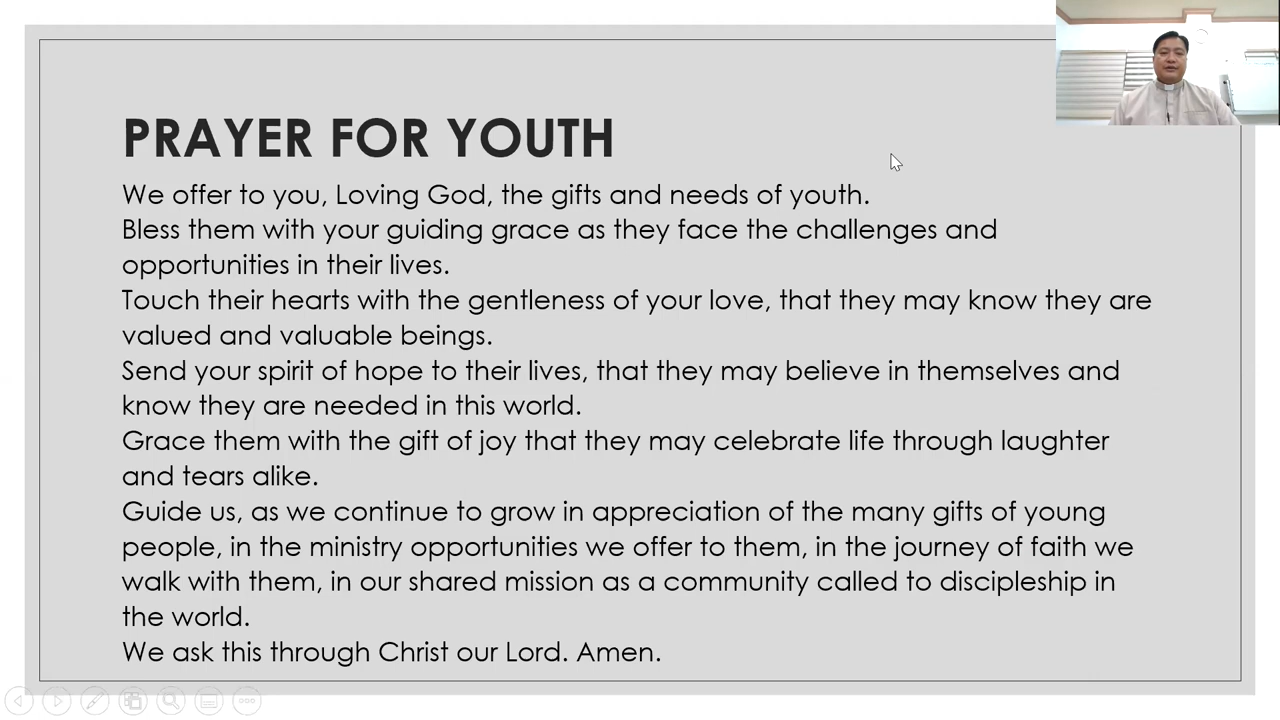 PRAYER FOR YOUTH
We offer to you, Loving God, the gifts and needs of youth.
Bless them with your guiding grace as they face the challenges and
opportunities in their lives.
Touch their hearts with the gentleness of your love, that they may know they are
valued and valuable beings.
Send your spirit of hope to their lives, that they may believe in themselves and
know they are needed in this world.
Grace them with the gift of joy that they may celebrate life through laughter
and tears alike.
Guide us, as we continue to grow in appreciation of the many gifts of young
people, in the ministry opportunities we offer to them, in the journey of faith we
walk with them, in our shared mission as a community called to discipleship in
the world.
We ask this through Christ our Lord. Amen.